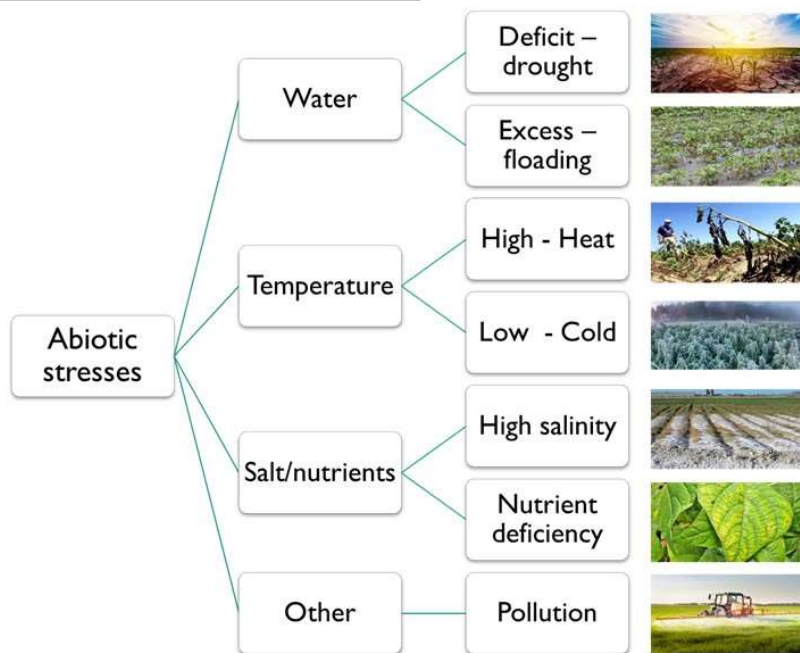 Abiotic
stresses
Water
Deficit –
drought
Excess –
floading
Temperature
High - Heat
Low - Cold
Salt/nutrients
High salinity
Nutrient
deficiency
Other
Pollution